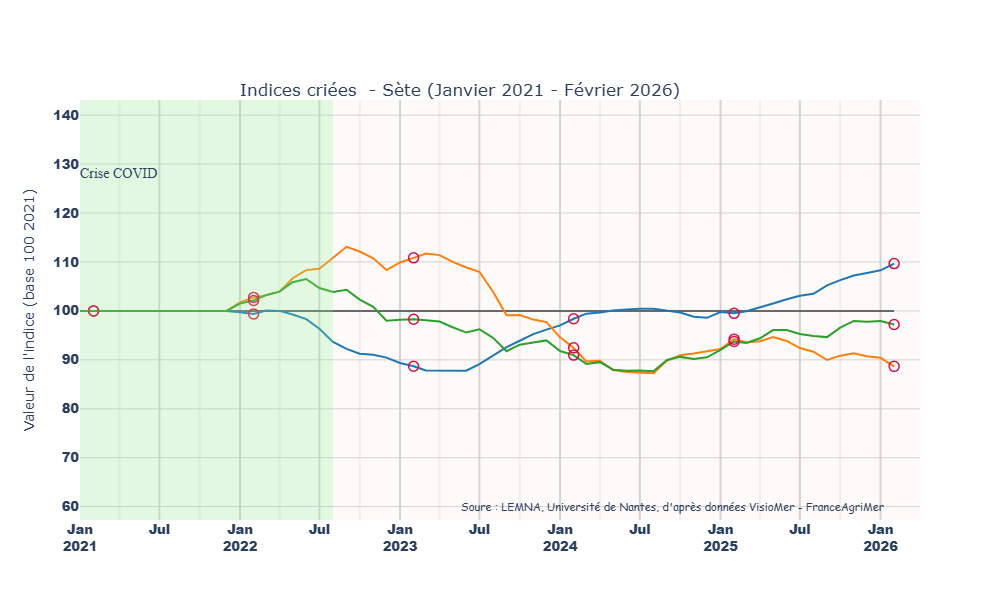 Indices criées - Sète (Janvier 2021 - Février 2026)
Valeur de l'indice (base 100 2021)
140
130
Crise COVID
120
110
100
90
80
70
60
Soure : LEMNA, Université de Nantes, d'après données VisioMer - FranceAgriMer
Jan Jul Jan Jul Jan Jul Jan Jul Jan Jul Jan
2021 2022 2023 2024 2025 2026